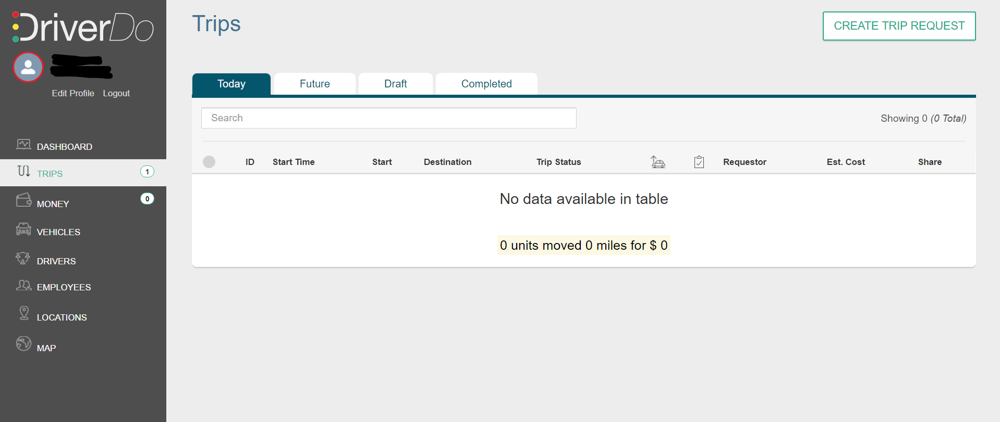 DriverDo
Edit Profile Logout
DASHBOARD
TRIPS 1
MONEY 0
VEHICLES
DRIVERS
EMPLOYEES
LOCATIONS
MAP
Trips
CREATE TRIP REQUEST
Today Future Draft Completed
Search
Showing 0 (0 Total)
ID Start Time Start Destination Trip Status Requestor Est. Cost Share
No data available in table
0 units moved 0 miles for $ 0